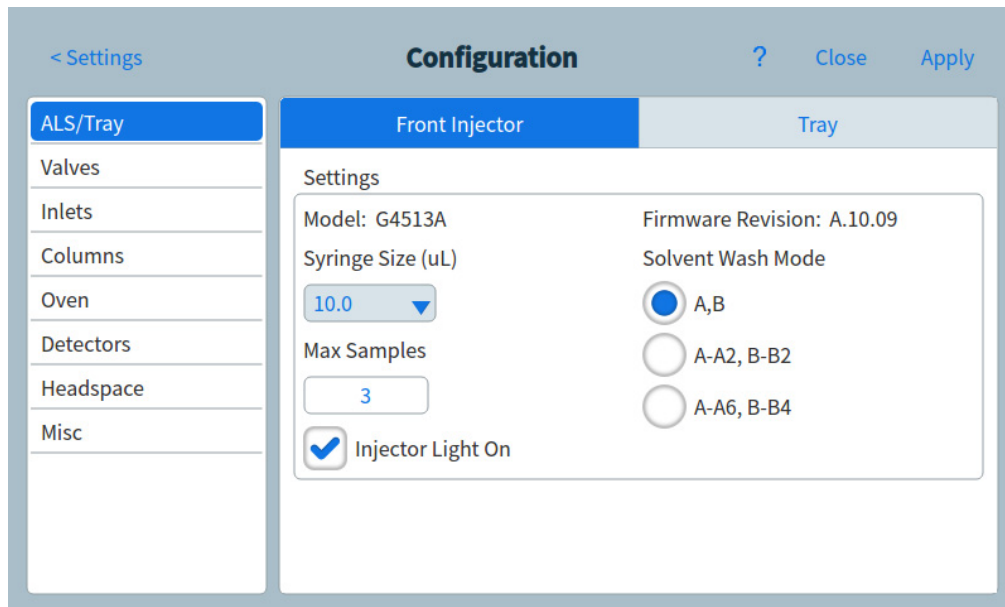 < Settings
Configuration
?
Close
Apply
ALS/Tray
Valves
Inlets
Columns
Oven
Detectors
Headspace
Misc
Front Injector
Tray
Settings
Model: G4513A
Firmware Revision: A.10.09
Syringe Size (uL)
10.0
Max Samples
3
Injector Light On
Solvent Wash Mode
A,B
A-A2, B-B2
A-A6, B-B4